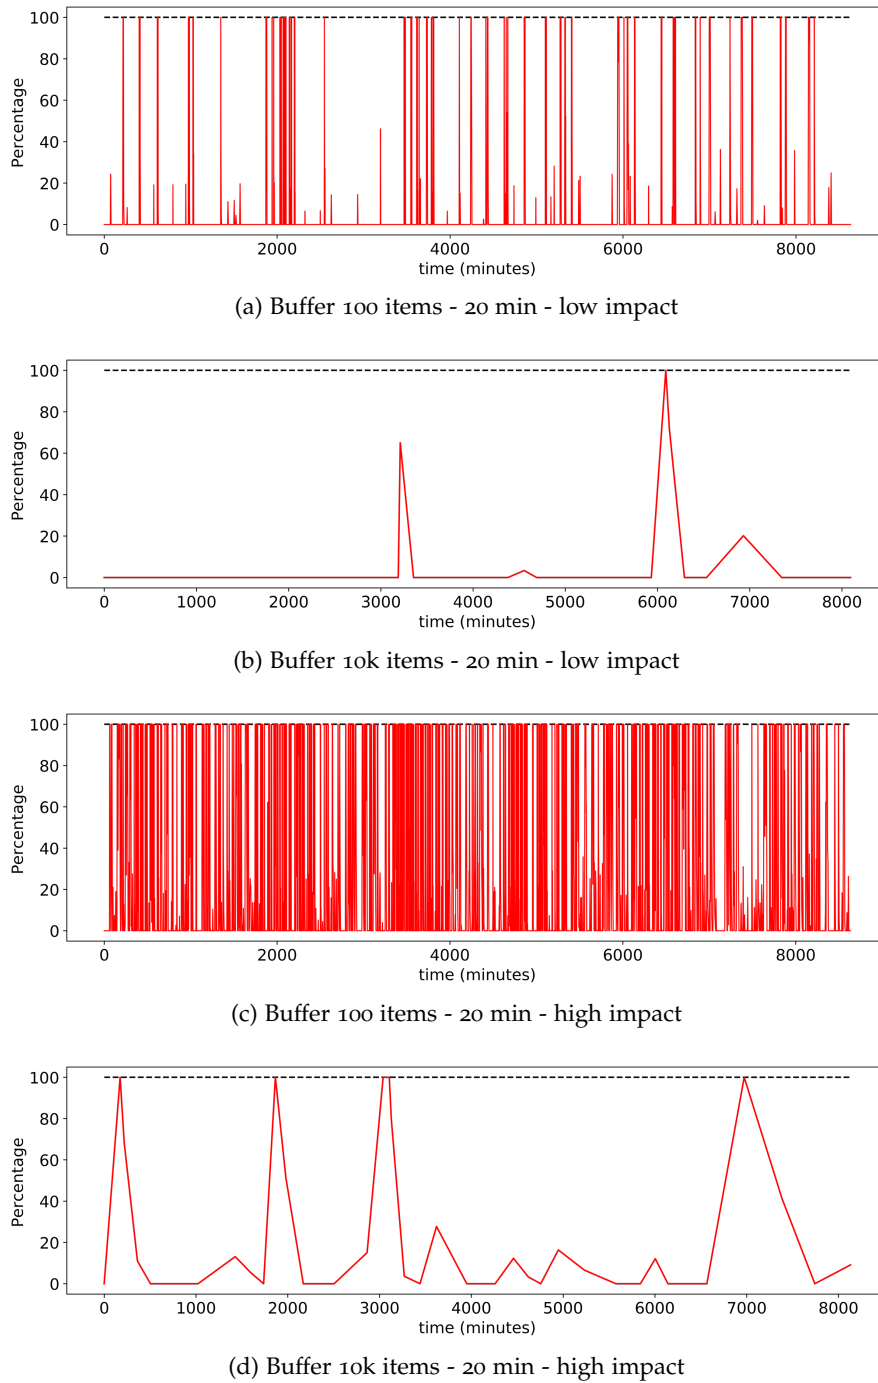 100
80
60
40
20
0
Percentage
0 2000 4000 6000 8000
time (minutes)
(a) Buffer 100 items - 20 min - low impact
100
80
60
40
20
0
Percentage
0 1000 2000 3000 4000 5000 6000 7000 8000
time (minutes)
(b) Buffer 10k items - 20 min - low impact
100
80
60
40
20
0
Percentage
0 2000 4000 6000 8000
time (minutes)
(c) Buffer 100 items - 20 min - high impact
100
80
60
40
20
0
Percentage
0 1000 2000 3000 4000 5000 6000 7000 8000
time (minutes)
(d) Buffer 10k items - 20 min - high impact